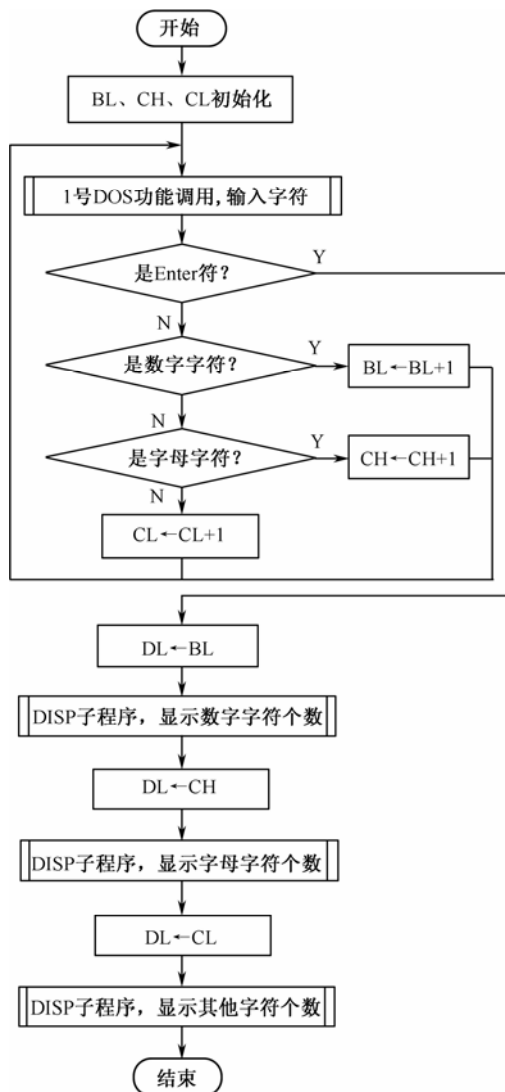 开始
BL、CH、CL初始化
1号DOS功能调用,输入字符
是Enter符？
Y
N
是数字字符？
Y
BL←BL+1
N
是字母字符？
Y
CH←CH+1
N
CL←CL+1
DL←BL
DISP子程序，显示数字字符个数
DL←CH
DISP子程序，显示字母字符个数
DL←CL
DISP子程序，显示其他字符个数
结束